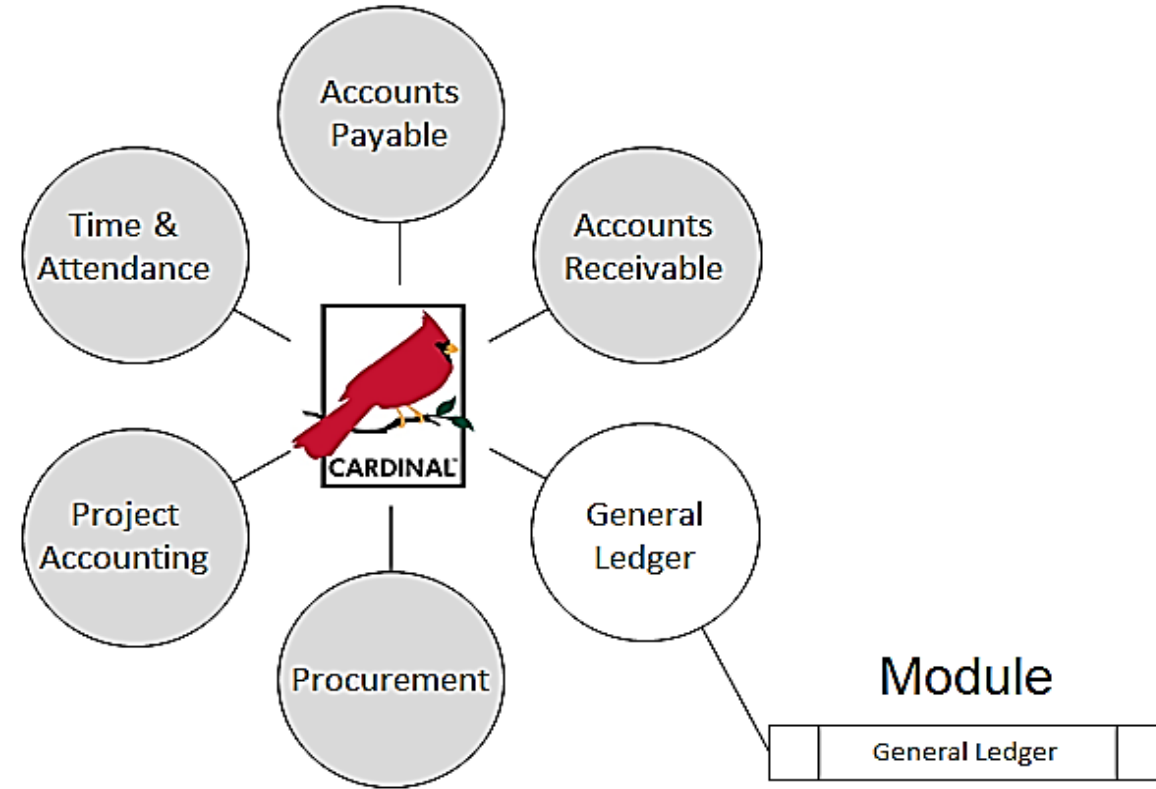 Accounts
Payable
Time &
Attendance
Accounts
Receivable
CARDINAL
Project
Accounting
General
Ledger
Procurement
Module
General Ledger